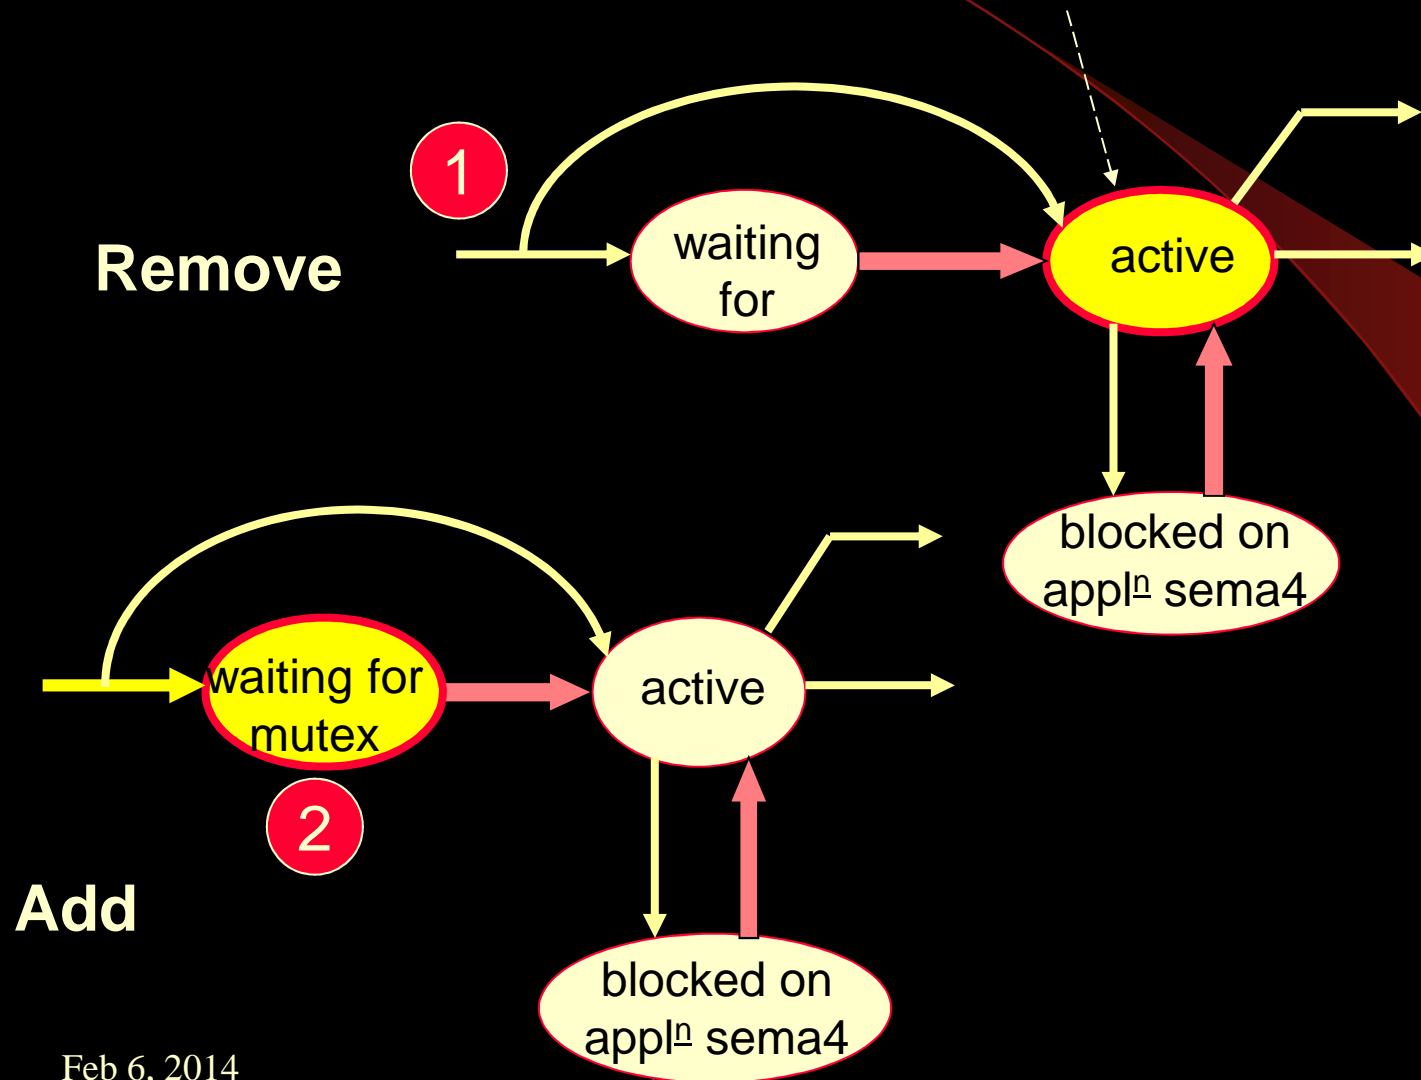 1
Remove
waiting
for
active
blocked on
applⁿ sema4
waiting for
mutex
active
2
Add
blocked on
applⁿ sema4
Feb 6, 2014